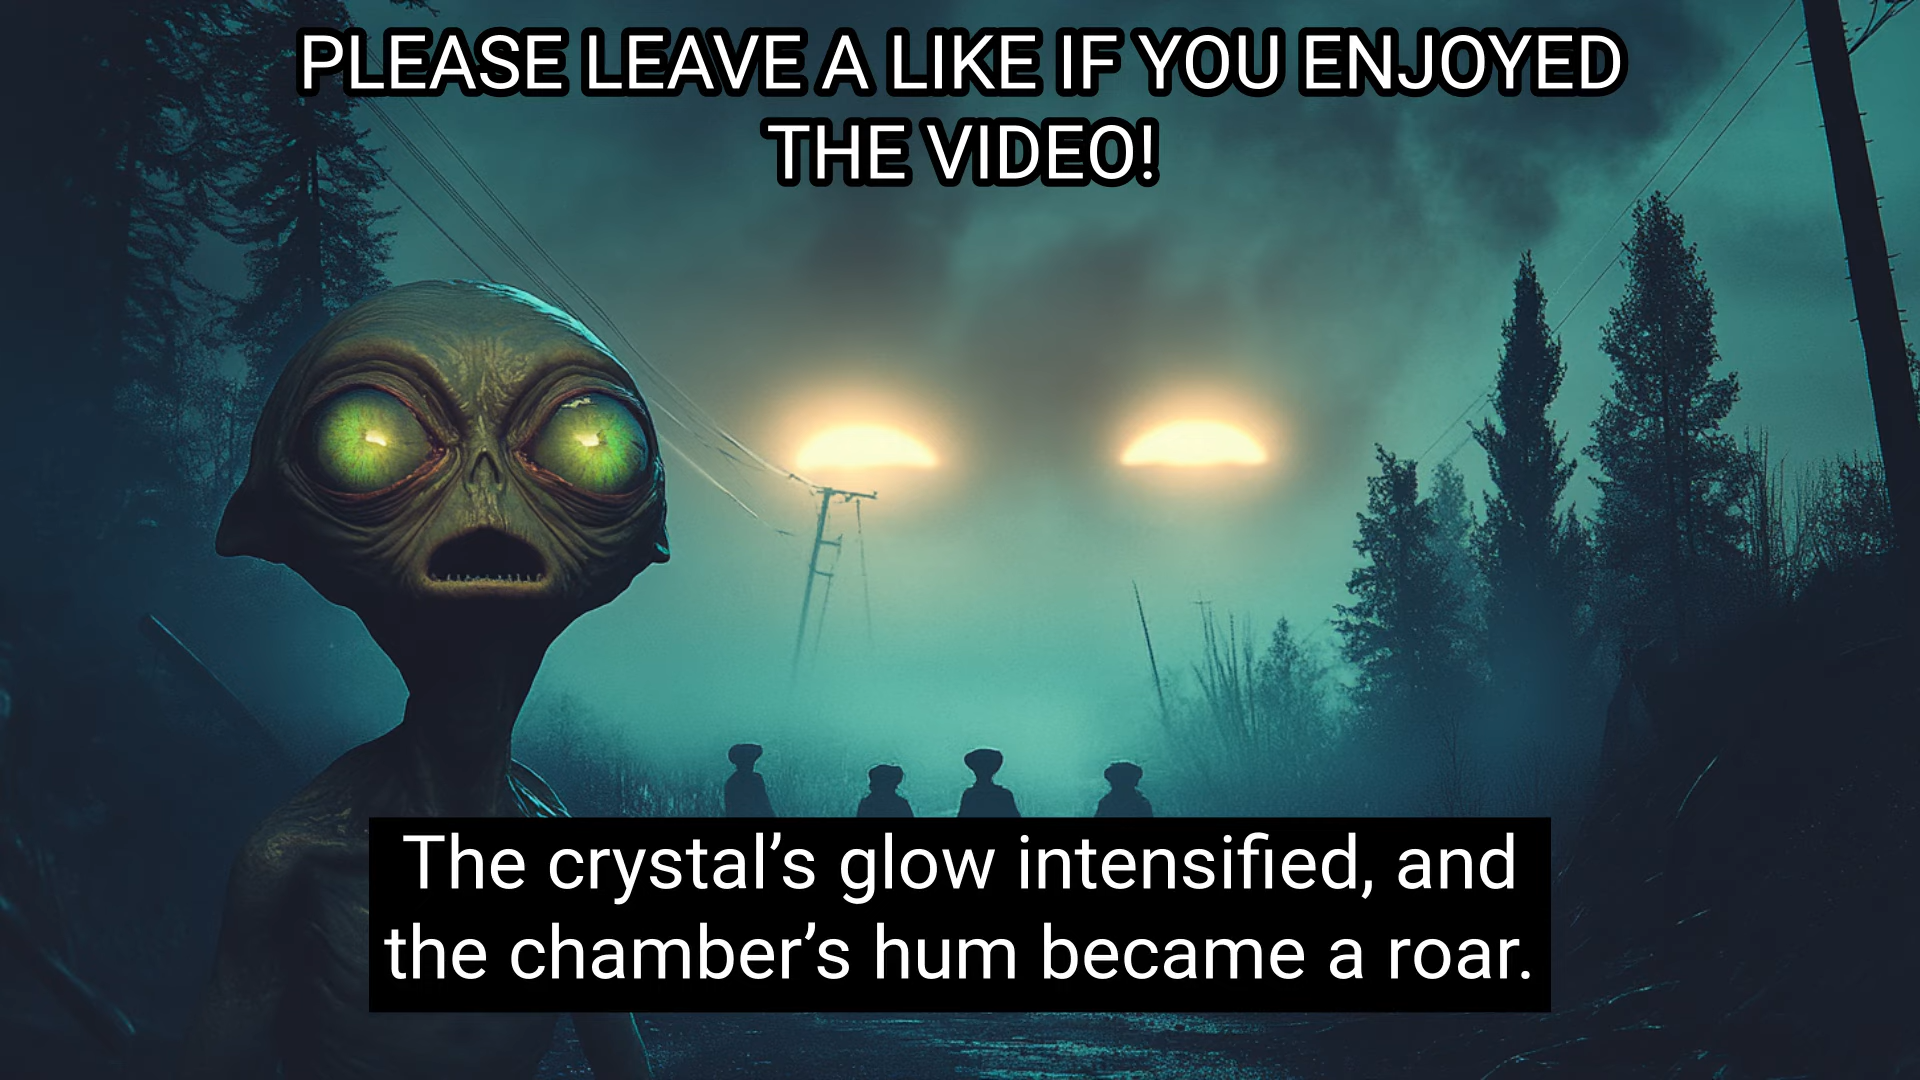 PLEASE LEAVE A LIKE IF YOU ENJOYED
THE VIDEO!
The crystal’s glow intensified, and
the chamber’s hum became a roar.